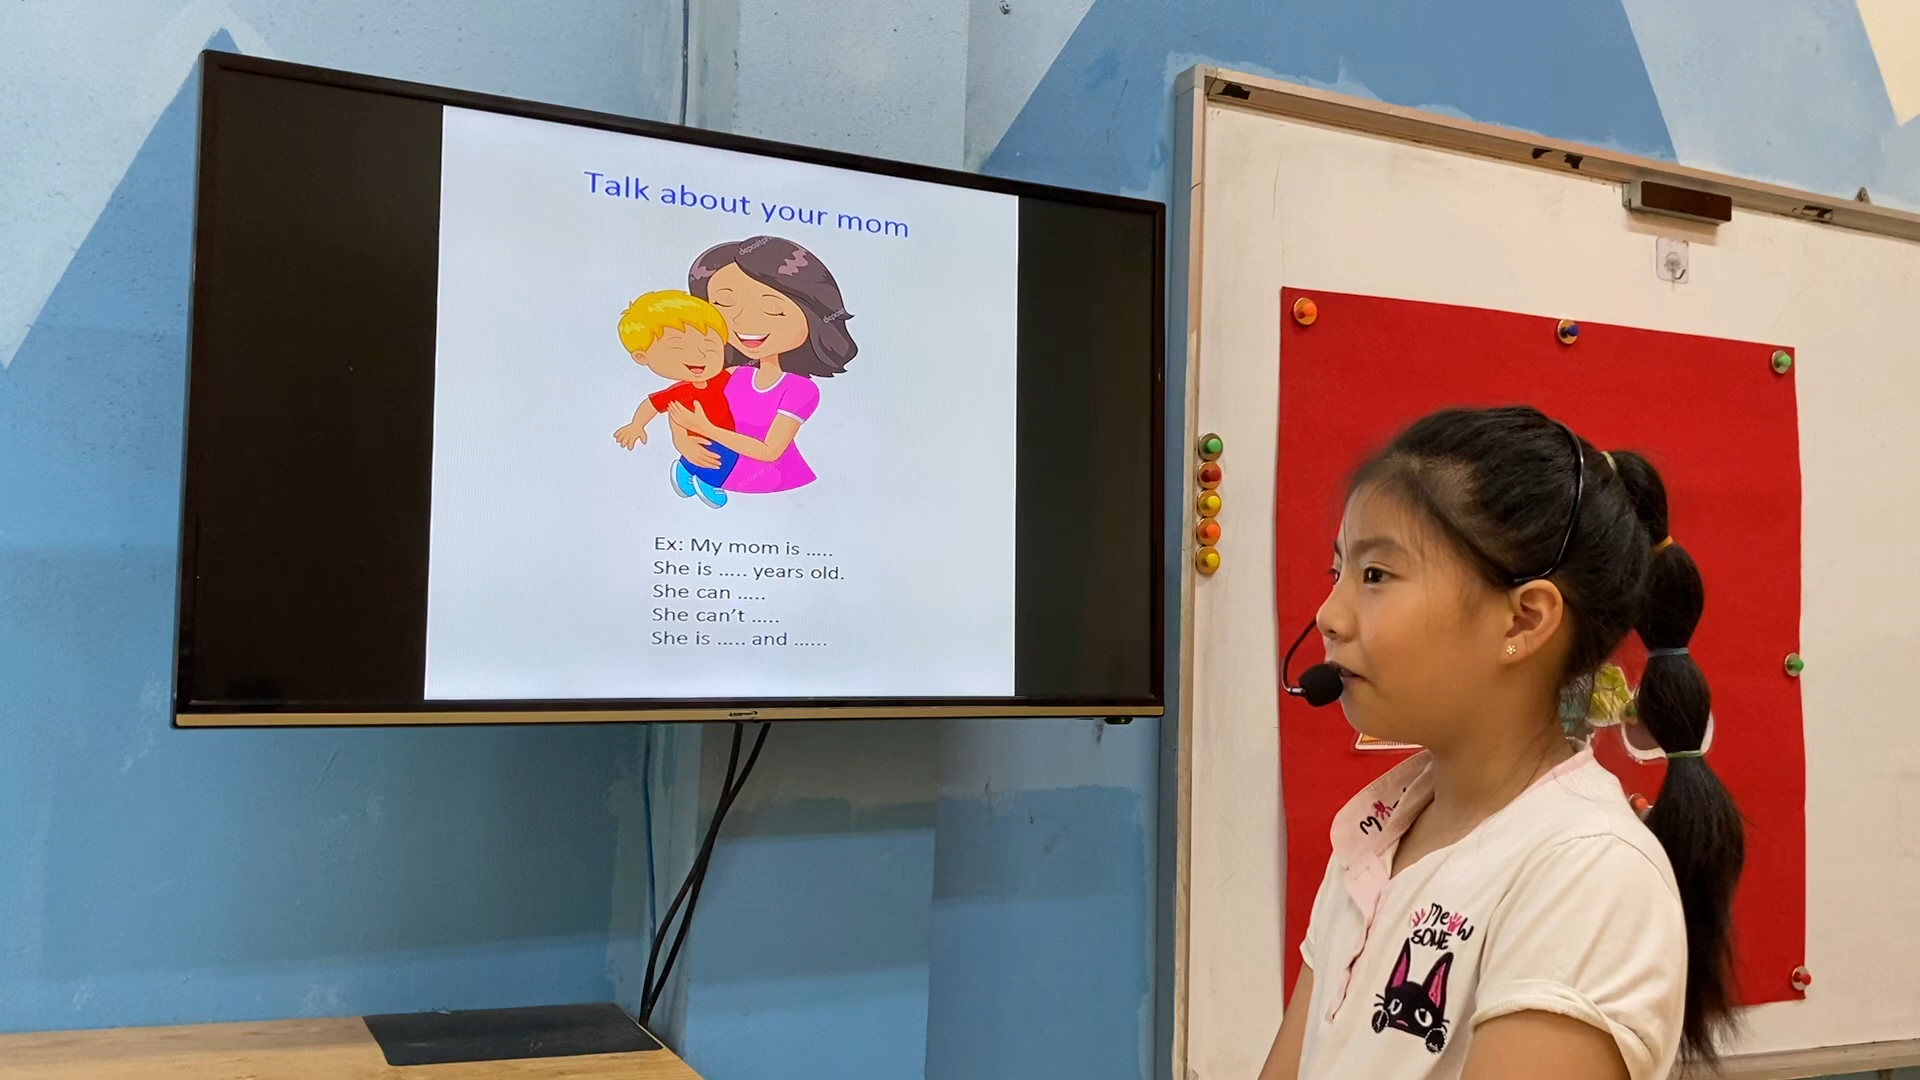 Talk about your mom
Ex: My mom is .....
She is ..... years old.
She can .....
She can't .....
She is ..... and ......
Meow
SOME